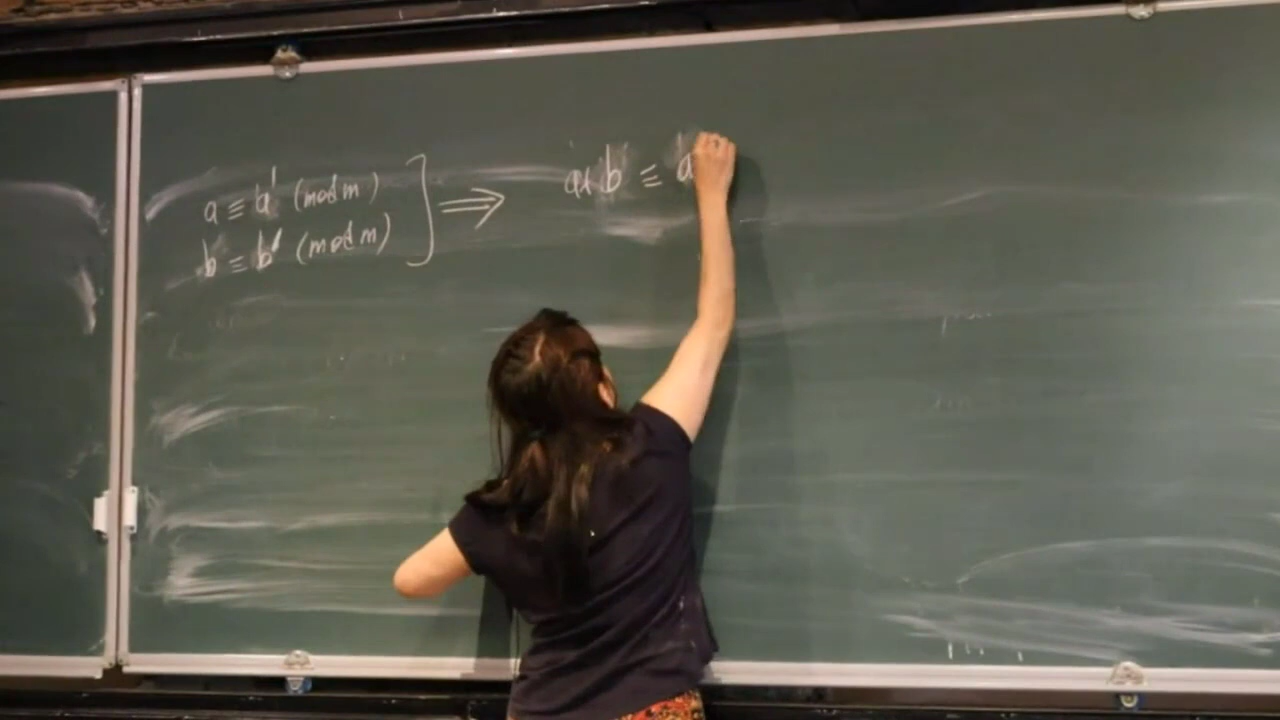 a ≡ a' (mod m)
b ≡ b' (mod m)
⟹ a+b ≡ a